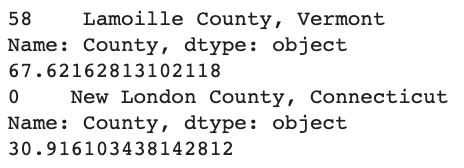 58    Lamoille County, Vermont
Name: County, dtype: object
67.62162813102118
0    New London County, Connecticut
Name: County, dtype: object
30.916103438142812